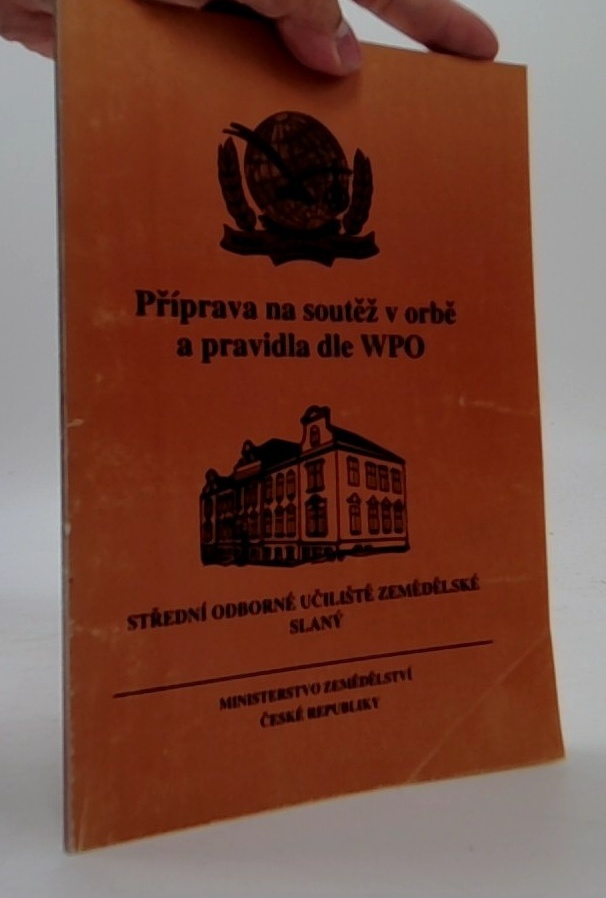 Příprava na soutěž v orbě
a pravidla dle WPO
STŘEDNÍ ODBORNÉ UČILIŠTĚ ZEMĚDĚLSKÉ
SLANÝ
MINISTERSTVO ZEMĚDĚLSTVÍ
ČESKÉ REPUBLIKY